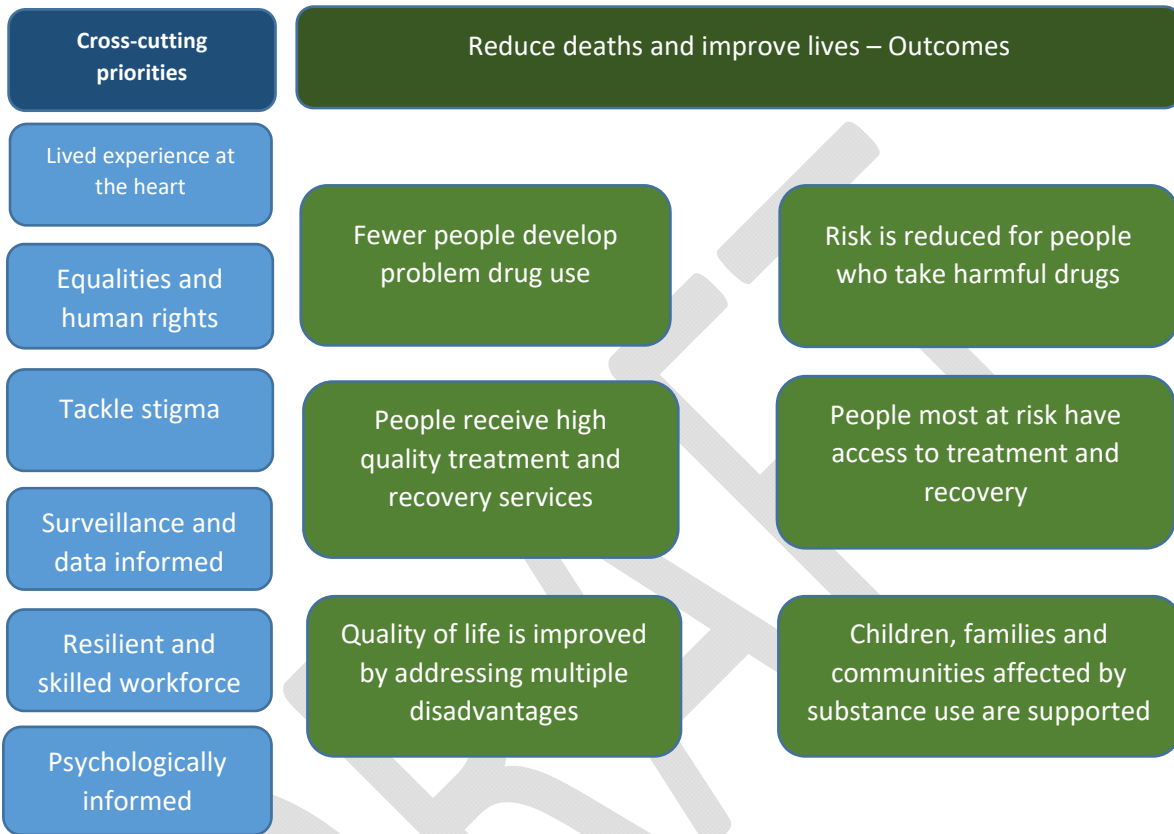 Cross-cutting
priorities
Reduce deaths and improve lives – Outcomes
Lived experience at
the heart
Equalities and
human rights
Tackle stigma
Surveillance and
data informed
Resilient and
skilled workforce
Psychologically
informed
Fewer people develop
problem drug use
Risk is reduced for people
who take harmful drugs
People receive high
quality treatment and
recovery services
People most at risk have
access to treatment and
recovery
Quality of life is improved
by addressing multiple
disadvantages
Children, families and
communities affected by
substance use are supported
DRAFT